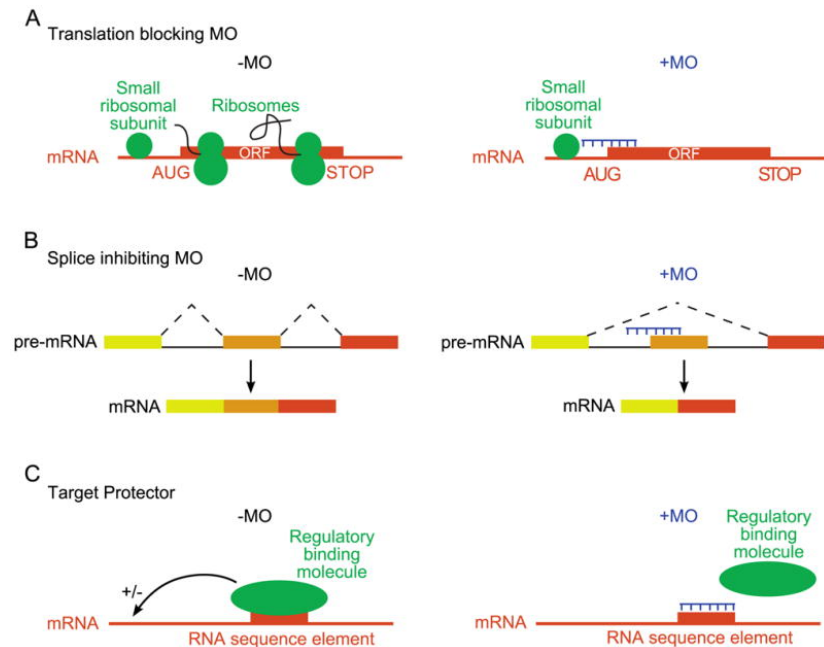 A
Translation blocking MO
-MO
Small
ribosomal
subunit
Ribosomes
mRNA
ORF
AUG
STOP
+MO
Small
ribosomal
subunit
mRNA
ORF
AUG
STOP
B
Splice inhibiting MO
-MO
pre-mRNA
mRNA
+MO
pre-mRNA
mRNA
C
Target Protector
-MO
Regulatory
binding
molecule
+/-
mRNA
RNA sequence element
+MO
Regulatory
binding
molecule
mRNA
RNA sequence element